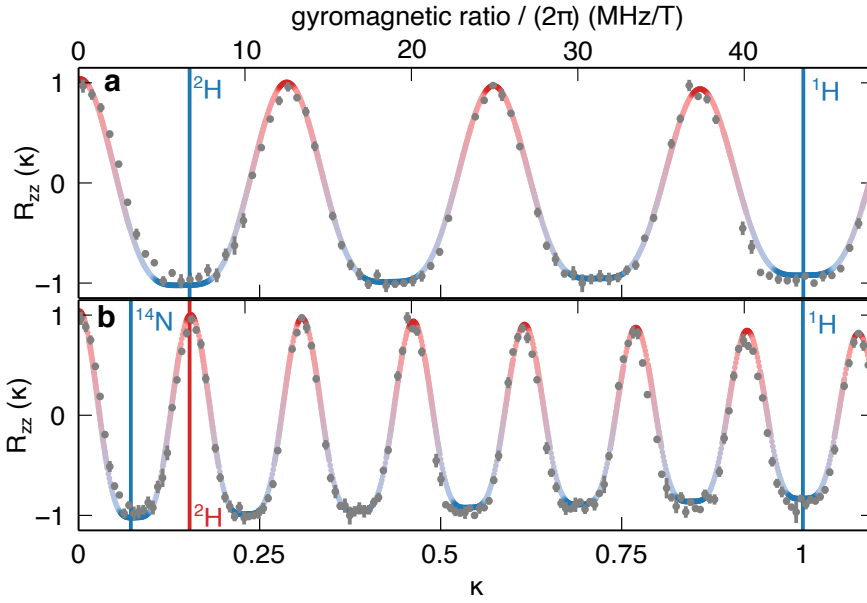 gyromagnetic ratio / (2π) (MHz/T)
0 10 20 30 40
a
²H
¹H
1
0
−1
R_zz (κ)
b
¹⁴N
¹H
²H
1
0
−1
R_zz (κ)
0 0.25 0.5 0.75 1
κ